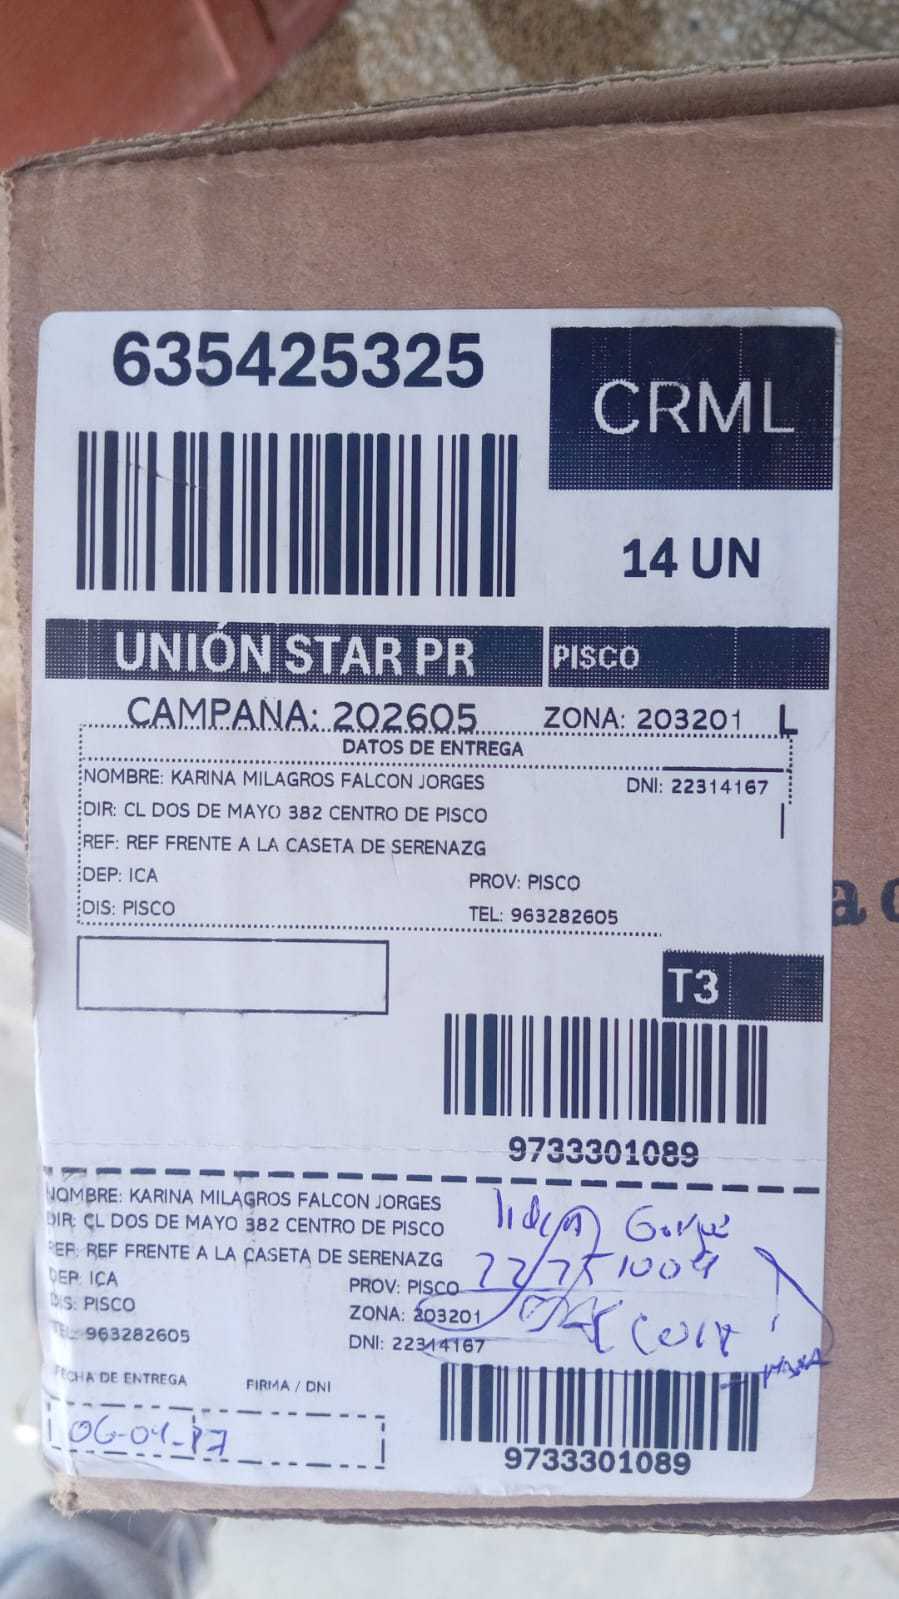 635425325
CRML
14 UN
UNIÓN STAR PR
PISCO
CAMPAÑA: 202605
ZONA: 203201 L
DATOS DE ENTREGA
NOMBRE: KARINA MILAGROS FALCON JORGES
DNI: 22314167
DIR: CL DOS DE MAYO 382 CENTRO DE PISCO
REF: REF FRENTE A LA CASETA DE SERENAZG
DEP: ICA
PROV: PISCO
DIS: PISCO
TEL: 963282605
T3
9733301089
NOMBRE: KARINA MILAGROS FALCON JORGES
DIR: CL DOS DE MAYO 382 CENTRO DE PISCO
REF: REF FRENTE A LA CASETA DE SERENAZG
DEP: ICA
PROV: PISCO
DIS: PISCO
ZONA: 203201
TEL: 963282605
DNI: 22314167
FECHA DE ENTREGA
FIRMA / DNI
9733301089